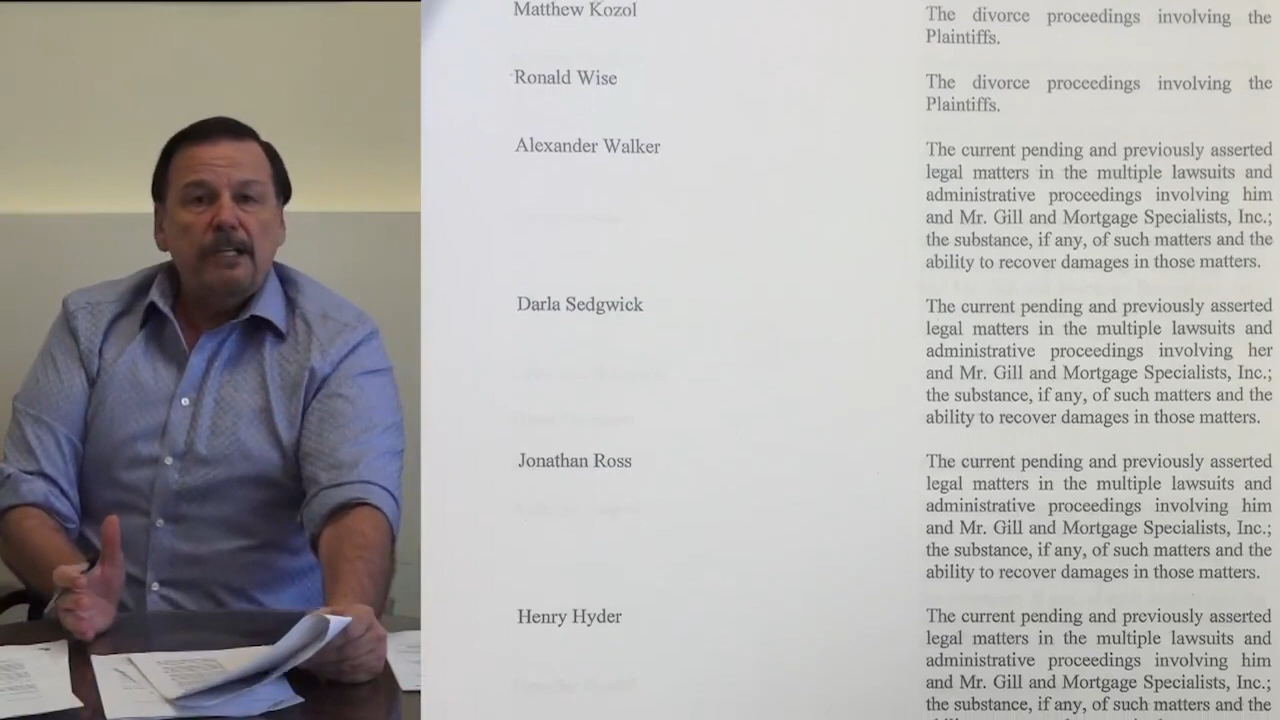 Matthew Kozol
The divorce proceedings involving the
Plaintiffs.
Ronald Wise
The divorce proceedings involving the
Plaintiffs.
Alexander Walker
The current pending and previously asserted
legal matters in the multiple lawsuits and
administrative proceedings involving him
and Mr. Gill and Mortgage Specialists, Inc.;
the substance, if any, of such matters and the
ability to recover damages in those matters.
Darla Sedgwick
The current pending and previously asserted
legal matters in the multiple lawsuits and
administrative proceedings involving her
and Mr. Gill and Mortgage Specialists, Inc.;
the substance, if any, of such matters and the
ability to recover damages in those matters.
Jonathan Ross
The current pending and previously asserted
legal matters in the multiple lawsuits and
administrative proceedings involving him
and Mr. Gill and Mortgage Specialists, Inc.;
the substance, if any, of such matters and the
ability to recover damages in those matters.
Henry Hyder
The current pending and previously asserted
legal matters in the multiple lawsuits and
administrative proceedings involving him
and Mr. Gill and Mortgage Specialists, Inc.;
the substance, if any, of such matters and the